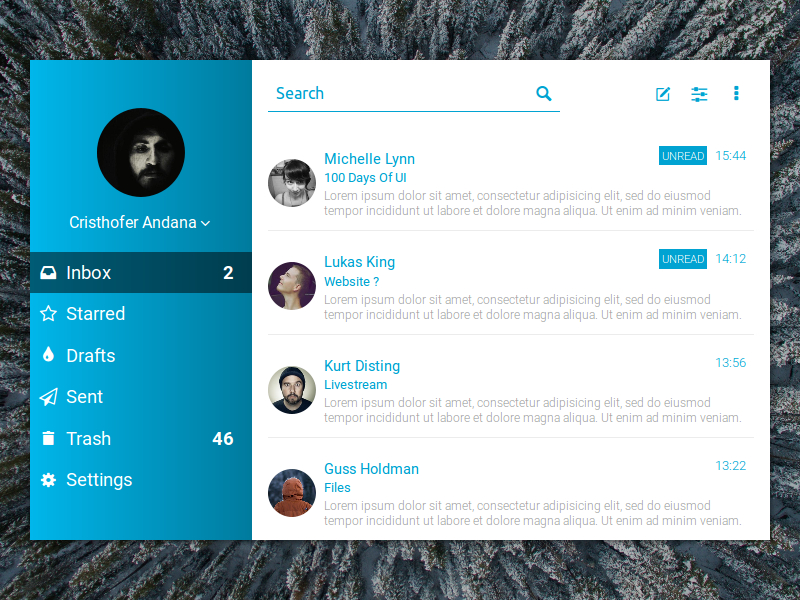 Search
Cristhofer Andana
Inbox 2
Starred
Drafts
Sent
Trash 46
Settings
Michelle Lynn UNREAD 15:44
100 Days Of UI
Lorem ipsum dolor sit amet, consectetur adipisicing elit, sed do eiusmod
tempor incididunt ut labore et dolore magna aliqua. Ut enim ad minim veniam.
Lukas King UNREAD 14:12
Website ?
Lorem ipsum dolor sit amet, consectetur adipisicing elit, sed do eiusmod
tempor incididunt ut labore et dolore magna aliqua. Ut enim ad minim veniam.
Kurt Disting 13:56
Livestream
Lorem ipsum dolor sit amet, consectetur adipisicing elit, sed do eiusmod
tempor incididunt ut labore et dolore magna aliqua. Ut enim ad minim veniam.
Guss Holdman 13:22
Files
Lorem ipsum dolor sit amet, consectetur adipisicing elit, sed do eiusmod
tempor incididunt ut labore et dolore magna aliqua. Ut enim ad minim veniam.